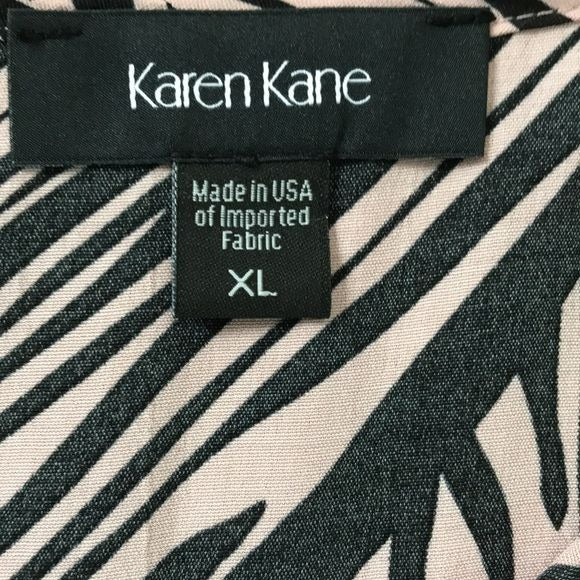 Karen Kane
Made in USA
of Imported
Fabric
XL